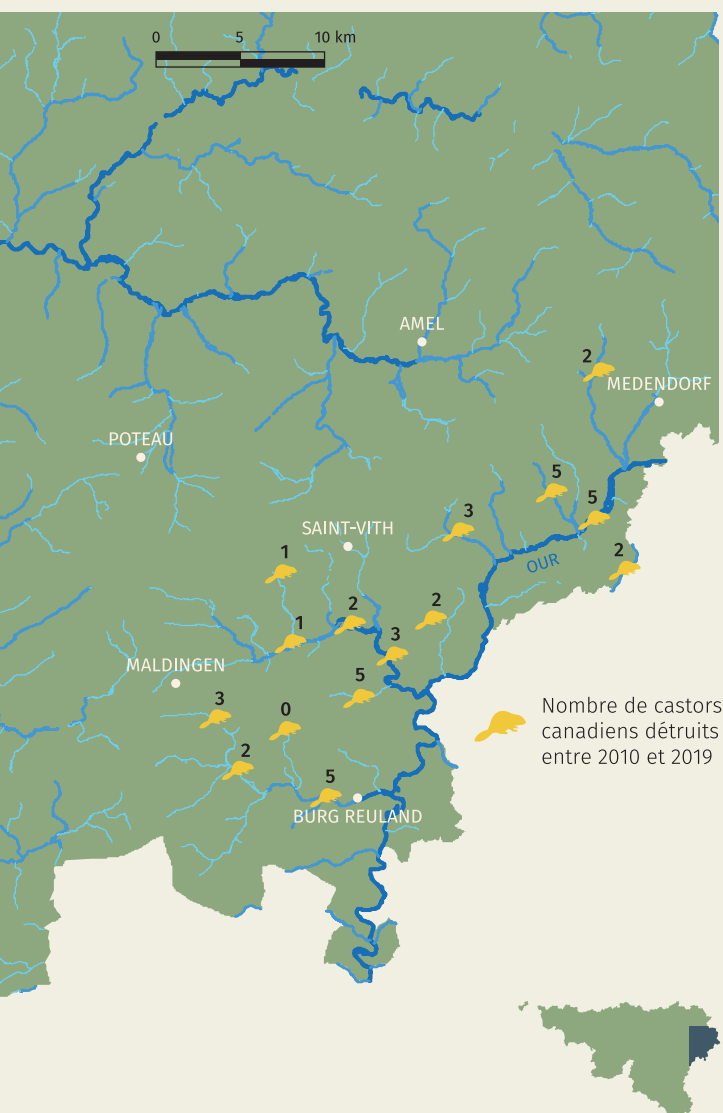 0 5 10 km
AMEL
2
MEDENDORF
POTEAU
5
5
3
SAINT-VITH
2
OUR
1
2
2
1
3
MALDINGEN
5
3
0
Nombre de castors
canadiens détruits
entre 2010 et 2019
2
5
BURG REULAND